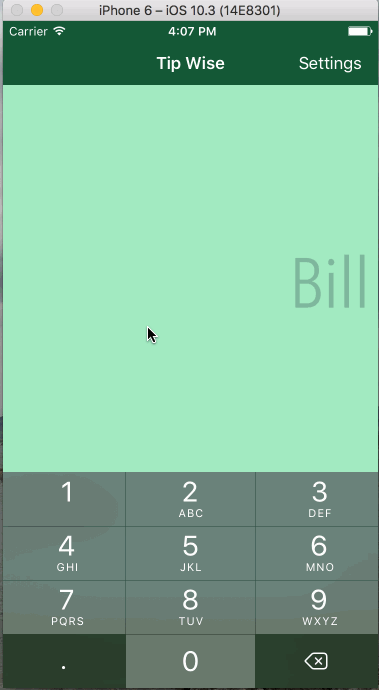 iPhone 6 – iOS 10.3 (14E8301)
Carrier 4:07 PM
Tip Wise Settings
Bill
1 2 3
ABC DEF
4 5 6
GHI JKL MNO
7 8 9
PQRS TUV WXYZ
. 0